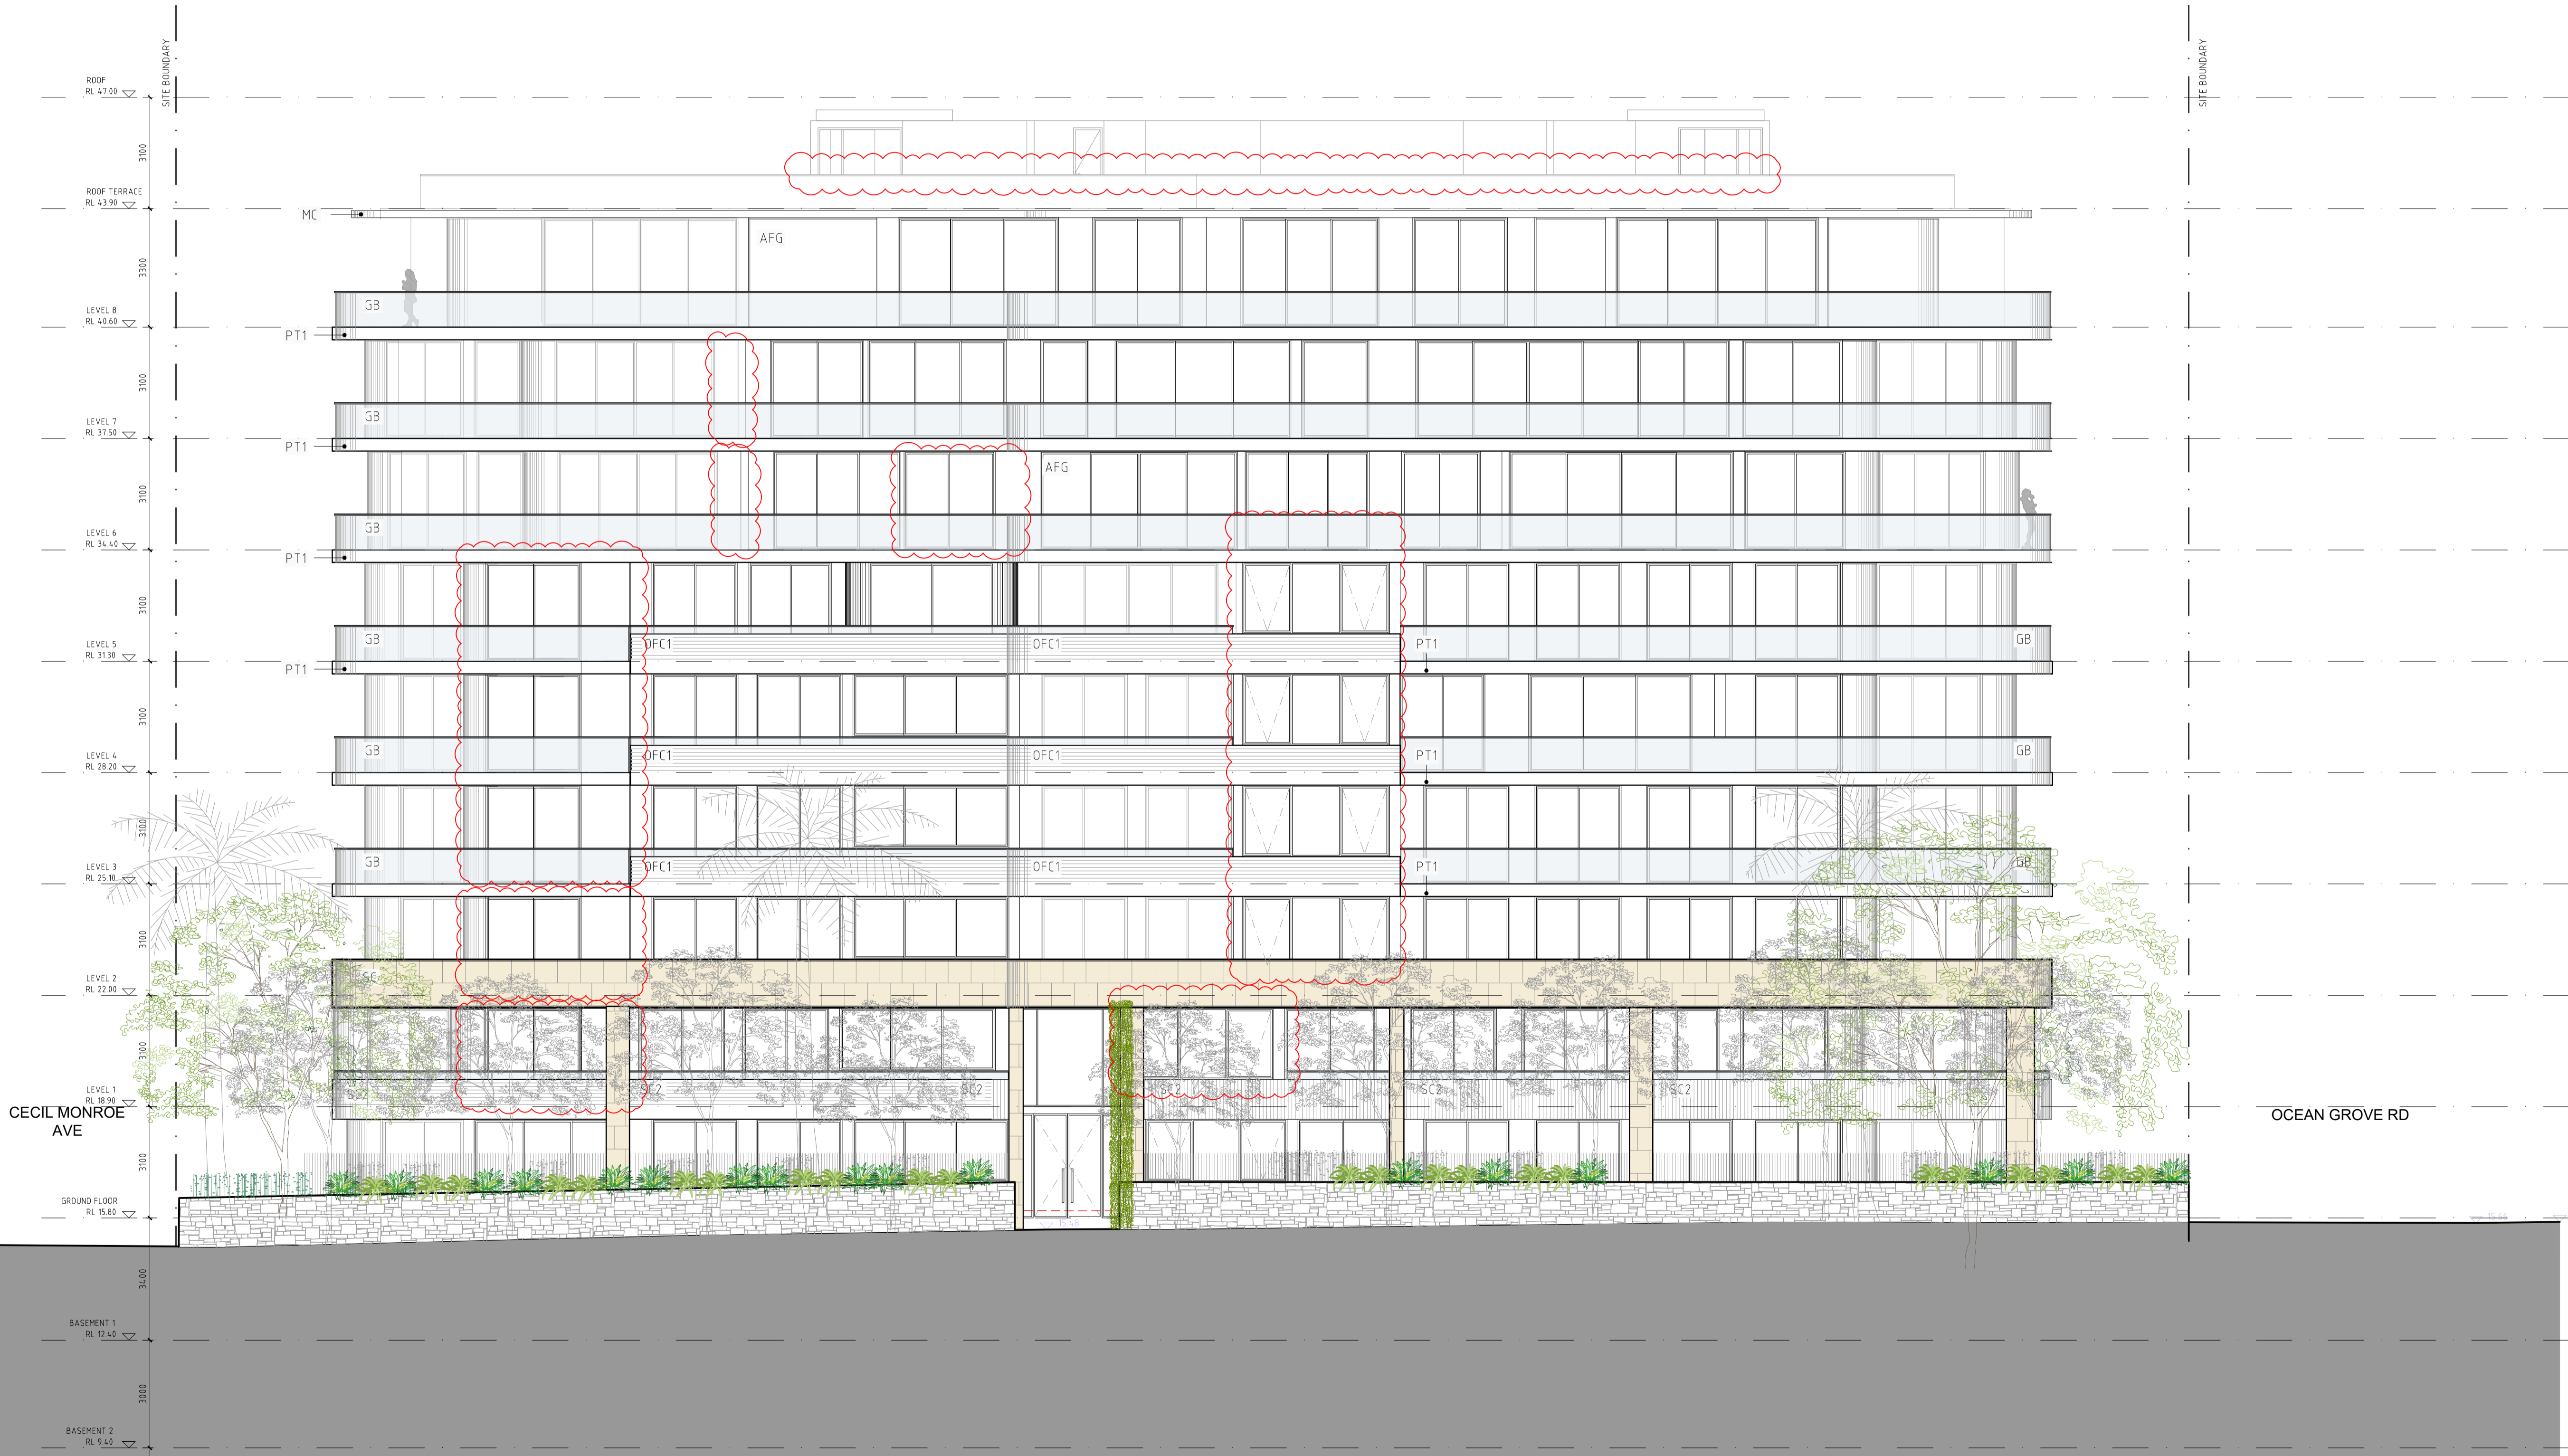 SITE BOUNDARY
SITE BOUNDARY
ROOF
RL 47.00
3100
ROOF TERRACE
RL 43.90
MC
AFG
3300
GB
LEVEL 8
RL 40.60
PT1
3100
GB
LEVEL 7
RL 37.50
PT1
AFG
3100
GB
LEVEL 6
RL 34.40
PT1
3100
GB
OFC1
OFC1
PT1
GB
LEVEL 5
RL 31.30
PT1
3100
GB
OFC1
OFC1
PT1
GB
LEVEL 4
RL 28.20
3100
GB
OFC1
OFC1
PT1
GB
LEVEL 3
RL 25.10
3100
SC
LEVEL 2
RL 22.00
3100
SC2
SC2
SC2
SC2
SC2
SC2
LEVEL 1
RL 18.90
CECIL MONROE
AVE
OCEAN GROVE RD
3100
GROUND FLOOR
RL 15.80
15.48
15.66
3400
BASEMENT 1
RL 12.40
3000
BASEMENT 2
RL 9.40